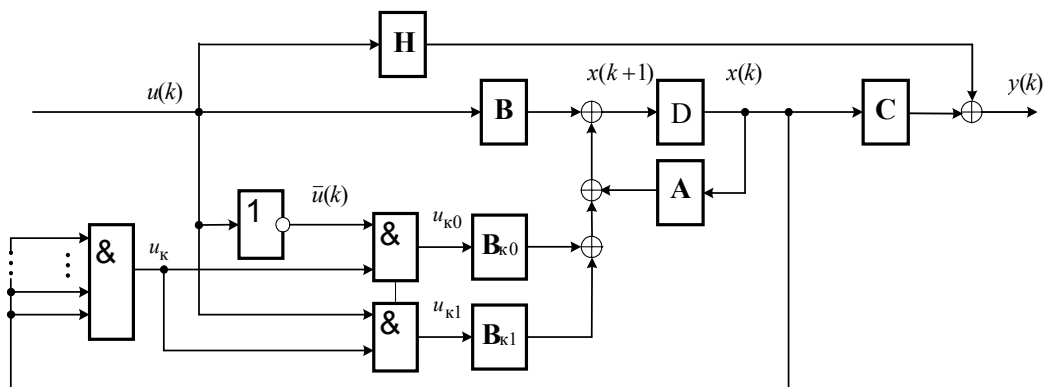 H
x(k+1)
x(k)
y(k)
u(k)
B
D
C
A
1
ū(k)
&
u_к0
B_к0
&
u_к
&
u_к1
B_к1